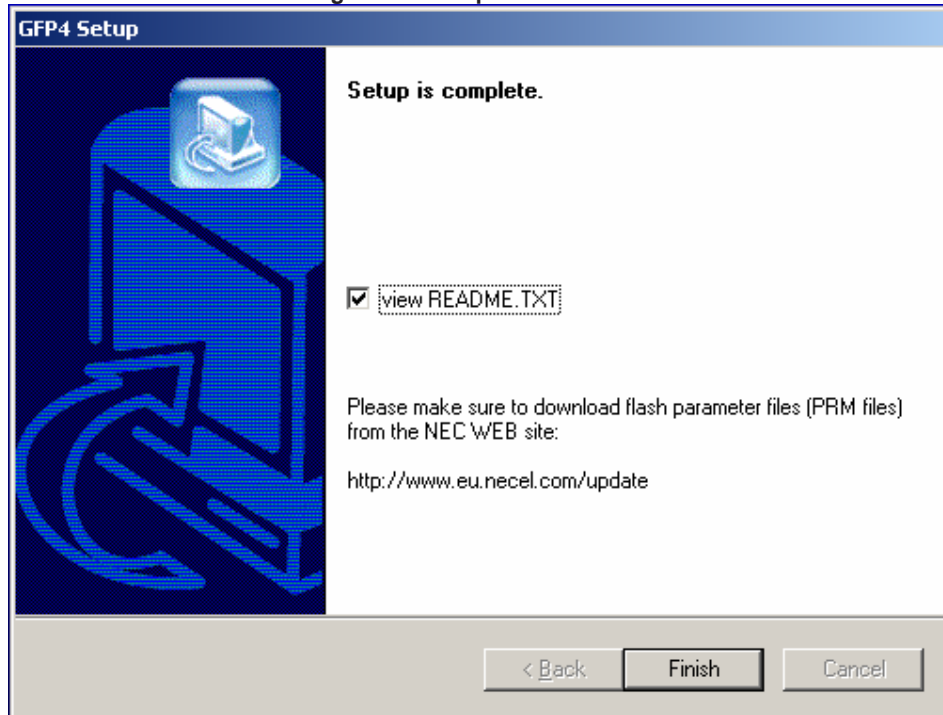 GFP4 Setup
Setup is complete.
view README.TXT
Please make sure to download flash parameter files (PRM files)
from the NEC WEB site:
http://www.eu.necel.com/update
< Back
Finish
Cancel